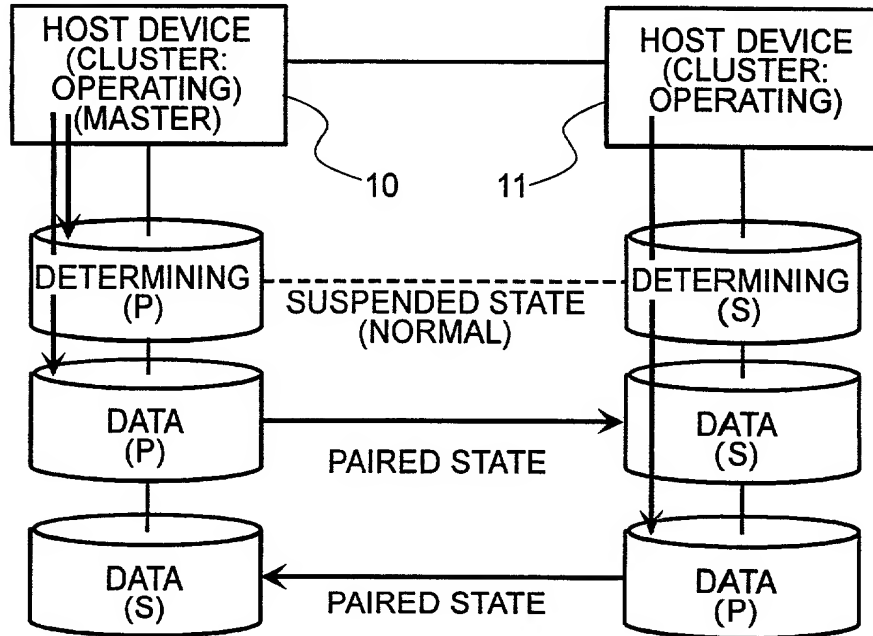 HOST DEVICE
(CLUSTER:
OPERATING)
(MASTER)
HOST DEVICE
(CLUSTER:
OPERATING)
10
11
DETERMINING
(P)
SUSPENDED STATE
(NORMAL)
DETERMINING
(S)
DATA
(P)
PAIRED STATE
DATA
(S)
DATA
(S)
PAIRED STATE
DATA
(P)